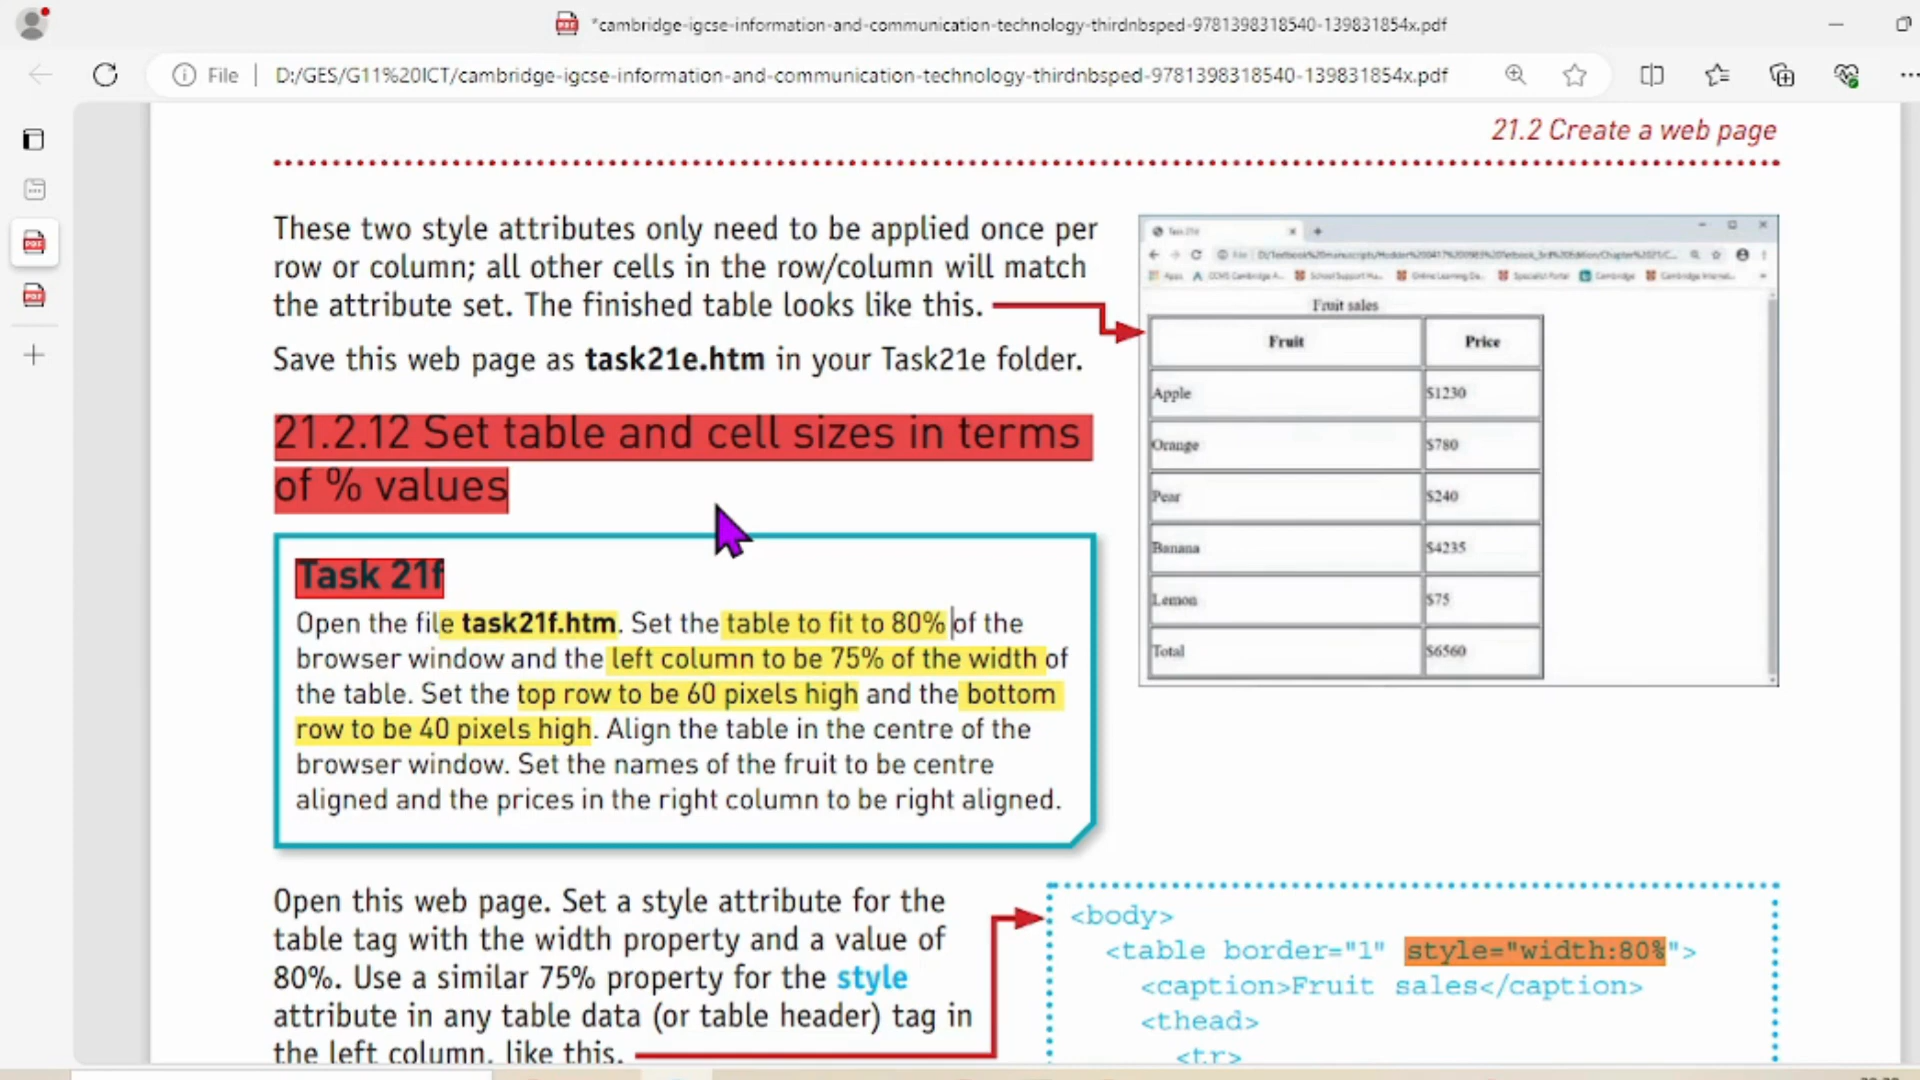 *cambridge-igcse-information-and-communication-technology-thirdnbsped-9781398318540-139831854x.pdf
File
D:/GES/G11%20ICT/cambridge-igcse-information-and-communication-technology-thirdnbsped-9781398318540-139831854x.pdf
21.2 Create a web page
These two style attributes only need to be applied once per
row or column; all other cells in the row/column will match
the attribute set. The finished table looks like this.
Save this web page as task21e.htm in your Task21e folder.
Fruit sales
Fruit Price
Apple $1230
Orange $780
Pear $240
Banana $4235
Lemon $75
Total $6560
21.2.12 Set table and cell sizes in terms
of % values
Task 21f
Open the file task21f.htm. Set the table to fit to 80% of the
browser window and the left column to be 75% of the width of
the table. Set the top row to be 60 pixels high and the bottom
row to be 40 pixels high. Align the table in the centre of the
browser window. Set the names of the fruit to be centre
aligned and the prices in the right column to be right aligned.
Open this web page. Set a style attribute for the
table tag with the width property and a value of
80%. Use a similar 75% property for the style
attribute in any table data (or table header) tag in
the left column, like this.
<body>
<table border="1" style="width:80%">
<caption>Fruit sales</caption>
<thead>
<tr>